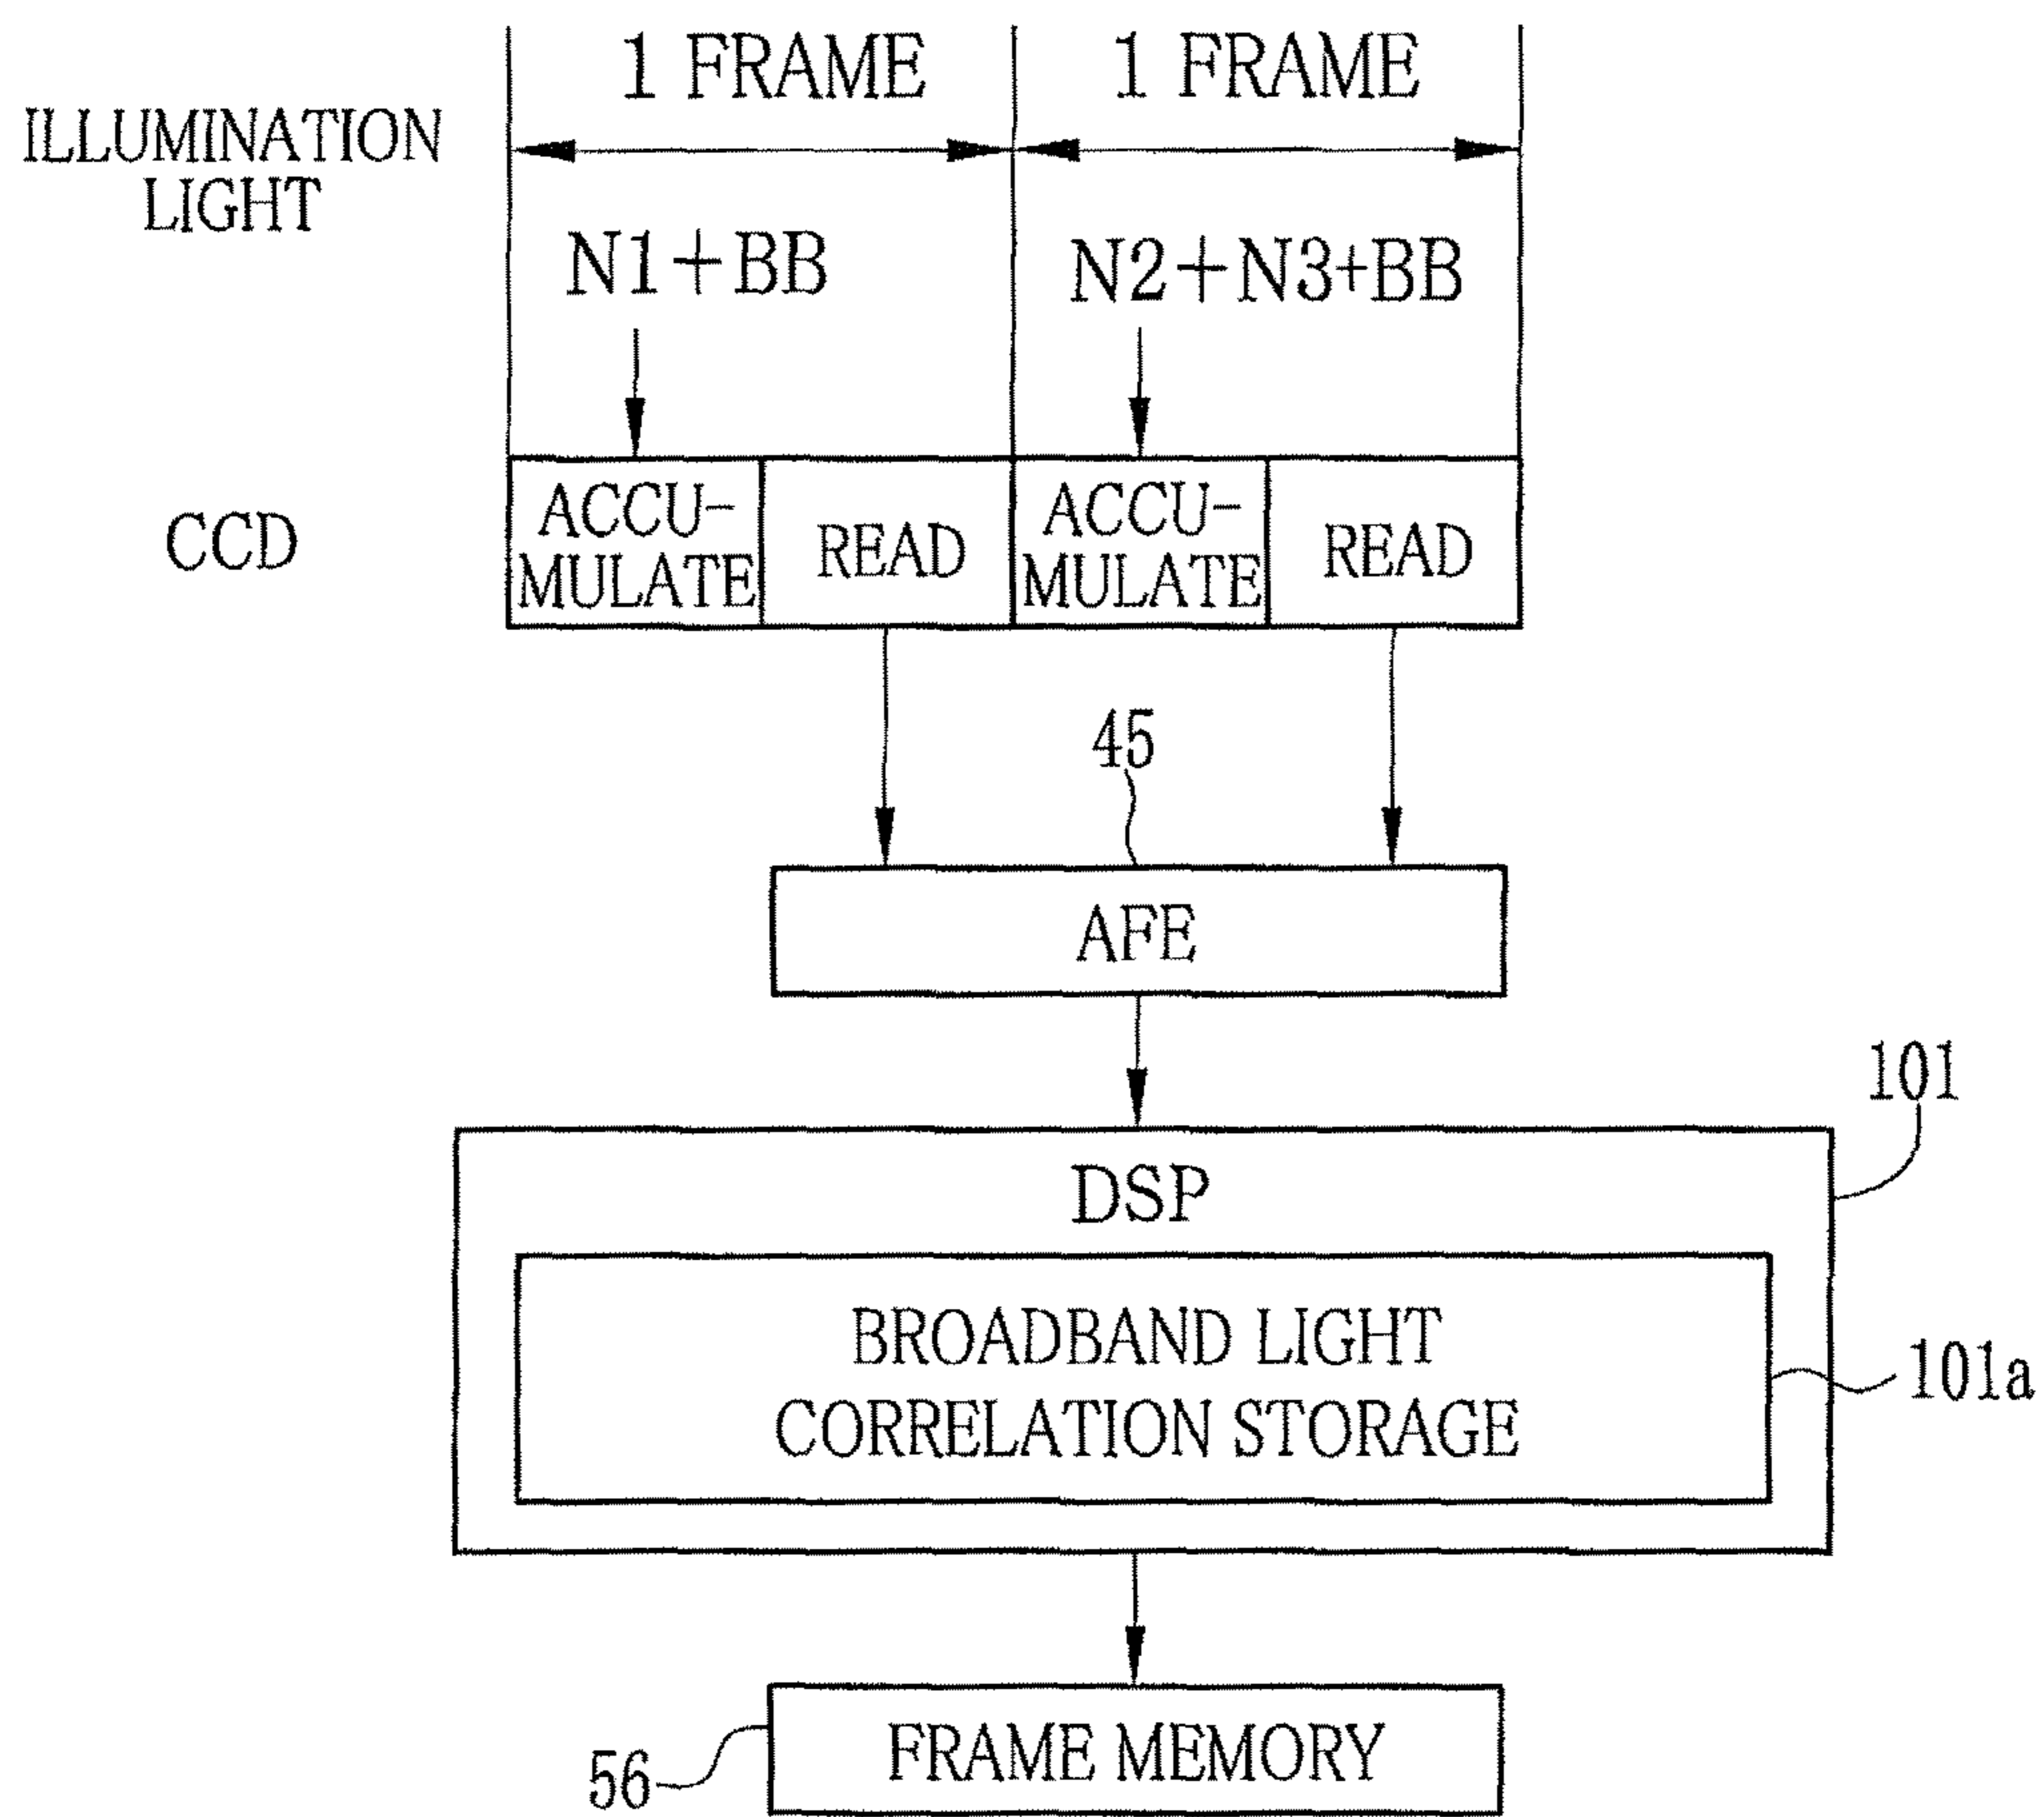 1 FRAME 1 FRAME
ILLUMINATION
LIGHT
N1+BB N2+N3+BB
CCD
ACCU-
MULATE
READ
ACCU-
MULATE
READ
45
AFE
101
DSP
BROADBAND LIGHT
CORRELATION STORAGE
101a
56
FRAME MEMORY